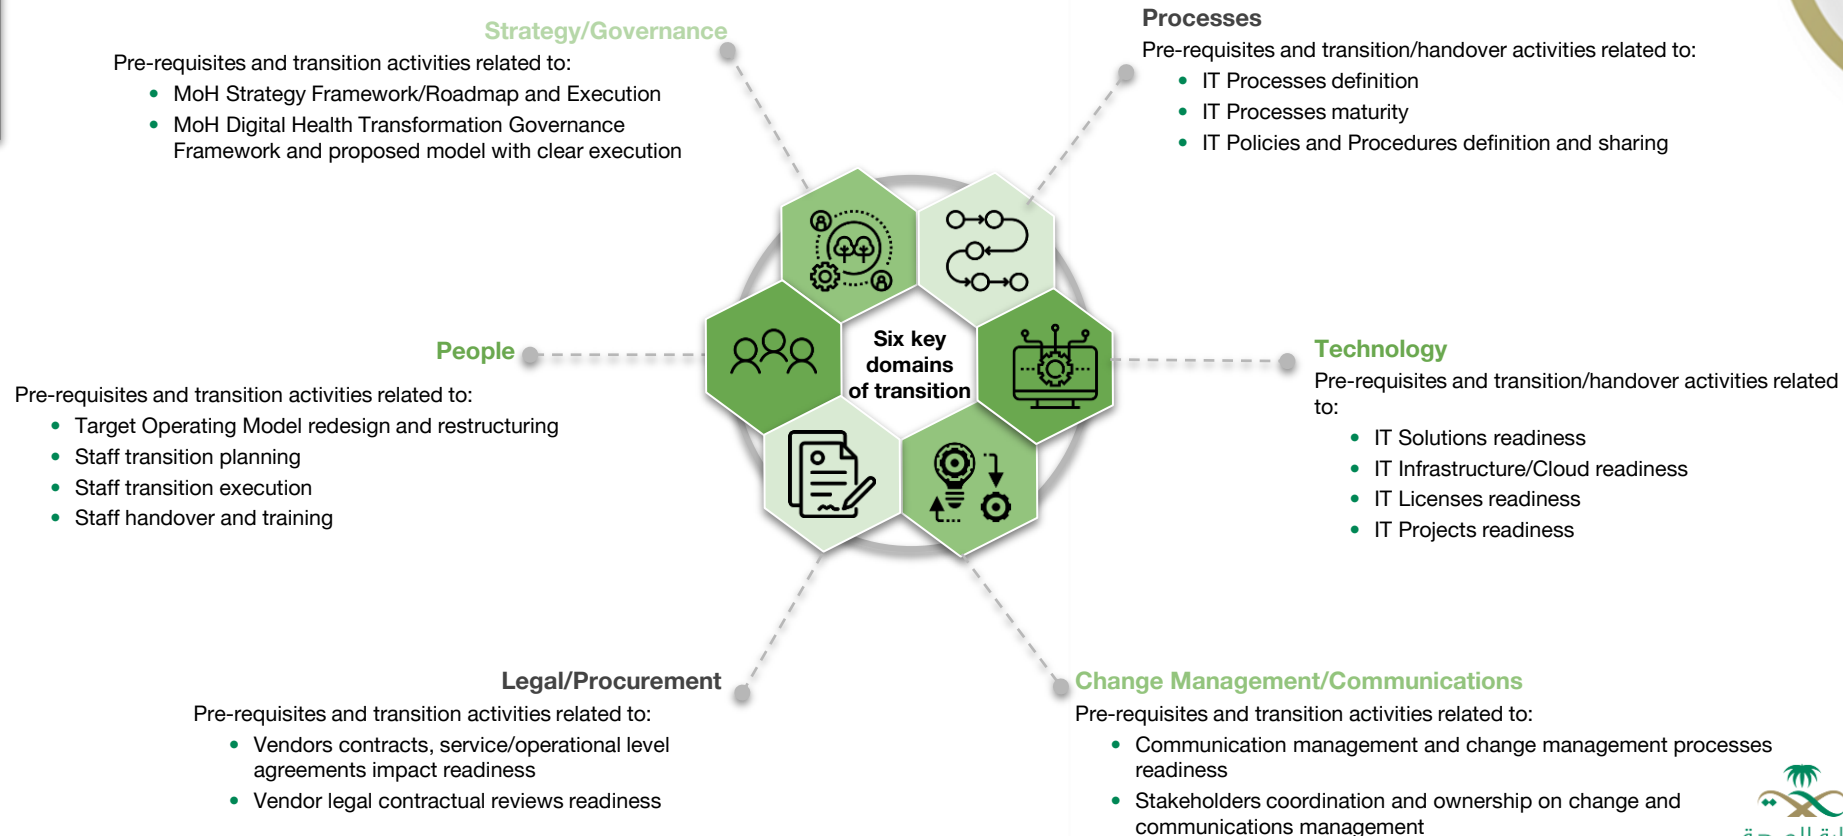 Strategy/Governance
Pre-requisites and transition activities related to:
• MoH Strategy Framework/Roadmap and Execution
• MoH Digital Health Transformation Governance
Framework and proposed model with clear execution
Processes
Pre-requisites and transition/handover activities related to:
• IT Processes definition
• IT Processes maturity
• IT Policies and Procedures definition and sharing
Six key
domains
of transition
People
Pre-requisites and transition activities related to:
• Target Operating Model redesign and restructuring
• Staff transition planning
• Staff transition execution
• Staff handover and training
Technology
Pre-requisites and transition/handover activities related
to:
• IT Solutions readiness
• IT Infrastructure/Cloud readiness
• IT Licenses readiness
• IT Projects readiness
Legal/Procurement
Pre-requisites and transition activities related to:
• Vendors contracts, service/operational level
agreements impact readiness
• Vendor legal contractual reviews readiness
Change Management/Communications
Pre-requisites and transition activities related to:
• Communication management and change management processes
readiness
• Stakeholders coordination and ownership on change and
communications management